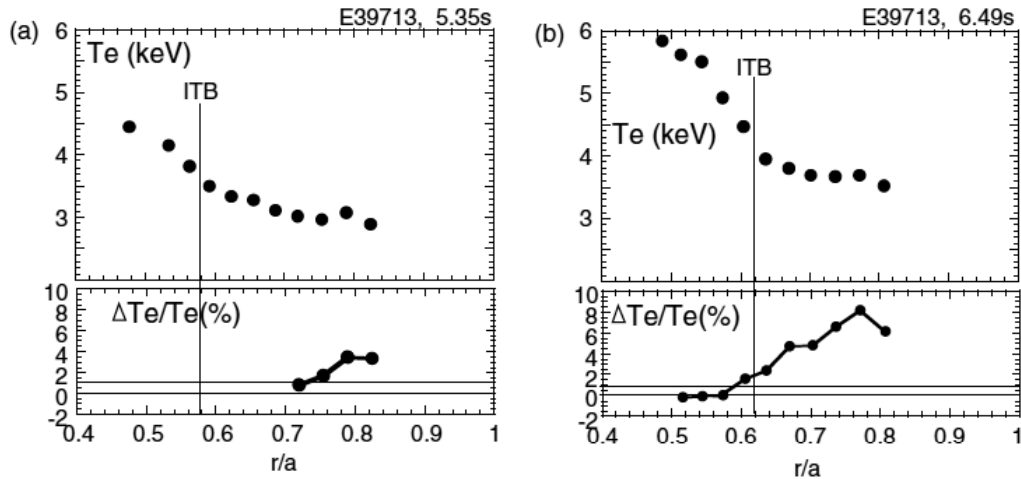 (a)
E39713, 5.35s
Te (keV)
ITB
6
5
4
3
ΔTe/Te(%)
10
8
6
4
2
0
-2
0.4 0.5 0.6 0.7 0.8 0.9 1
r/a
(b)
E39713, 6.49s
ITB
Te (keV)
6
5
4
3
ΔTe/Te(%)
10
8
6
4
2
0
-2
0.4 0.5 0.6 0.7 0.8 0.9 1
r/a